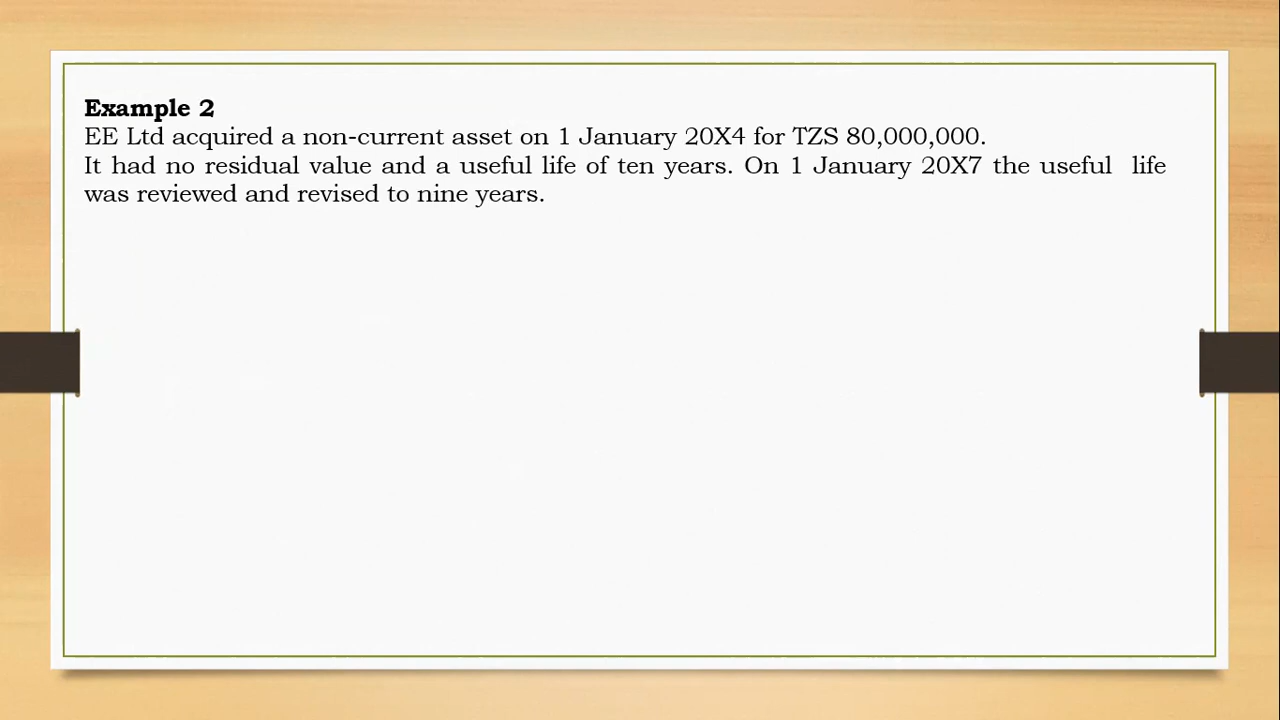 Example 2
EE Ltd acquired a non-current asset on 1 January 20X4 for TZS 80,000,000.
It had no residual value and a useful life of ten years. On 1 January 20X7 the useful life
was reviewed and revised to nine years.